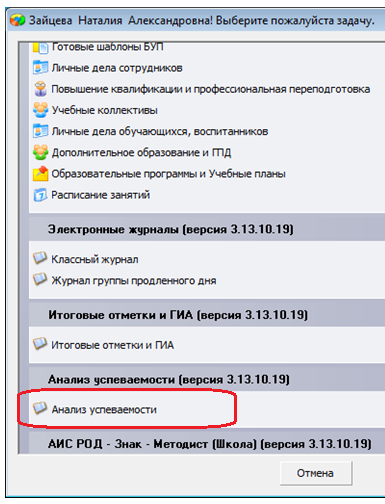 Зайцева Наталия Александровна! Выберите пожалуйста задачу.
Готовые шаблоны БУП
Личные дела сотрудников
Повышение квалификации и профессиональная переподготовка
Учебные коллективы
Личные дела обучающихся, воспитанников
Дополнительное образование и ГПД
Образовательные программы и Учебные планы
Расписание занятий
Электронные журналы (версия 3.13.10.19)
Классный журнал
Журнал группы продленного дня
Итоговые отметки и ГИА (версия 3.13.10.19)
Итоговые отметки и ГИА
Анализ успеваемости (версия 3.13.10.19)
Анализ успеваемости
АИС РОД - Знак - Методист (Школа) (версия 3.13.10.19)
Отмена